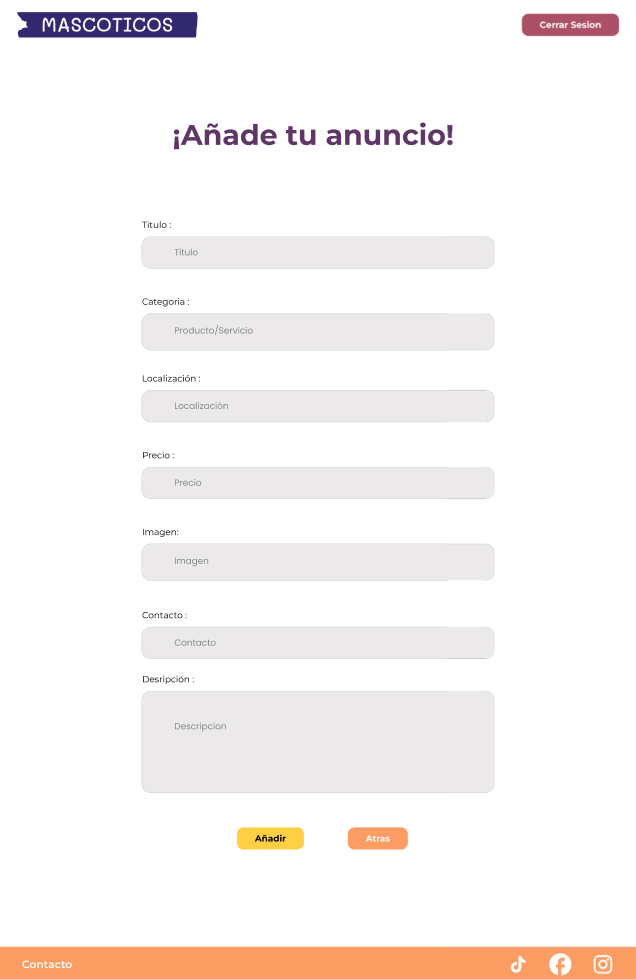 MASCOTICOS
Cerrar Sesion
¡Añade tu anuncio!
Titulo :
Título
Categoria :
Producto/Servicio
Localización :
Localización
Precio :
Precio
Imagen:
Imagen
Contacto :
Contacto
Desripción :
Descripcion
Añadir
Atras
Contacto